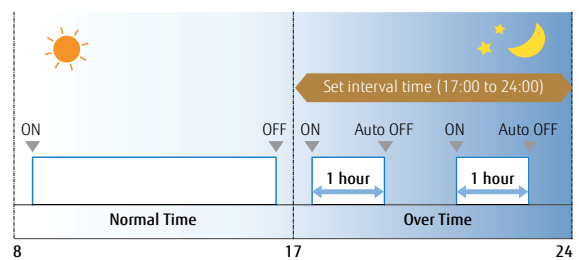 Set interval time (17:00 to 24:00)
ON OFF ON Auto OFF ON Auto OFF
1 hour 1 hour
Normal Time Over Time
8 17 24